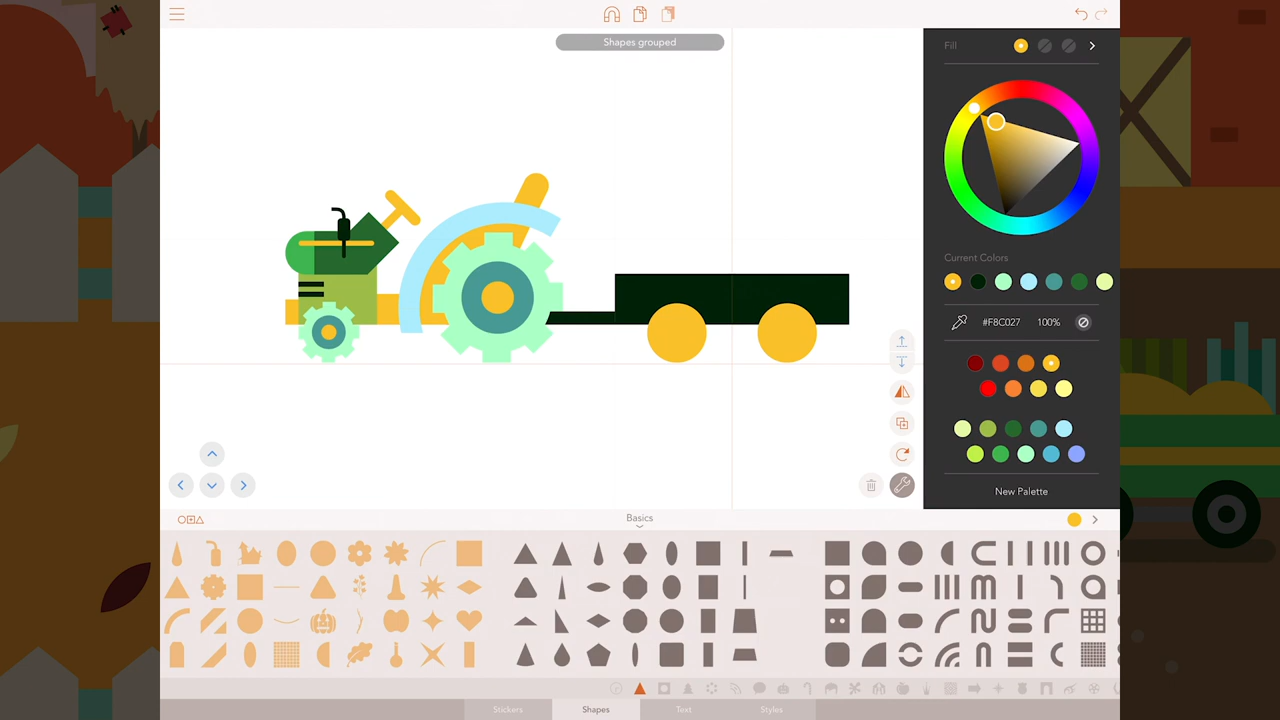 Shapes grouped
Fill
Current Colors
#F8C027 100%
New Palette
Basics
Stickers Shapes Text Styles